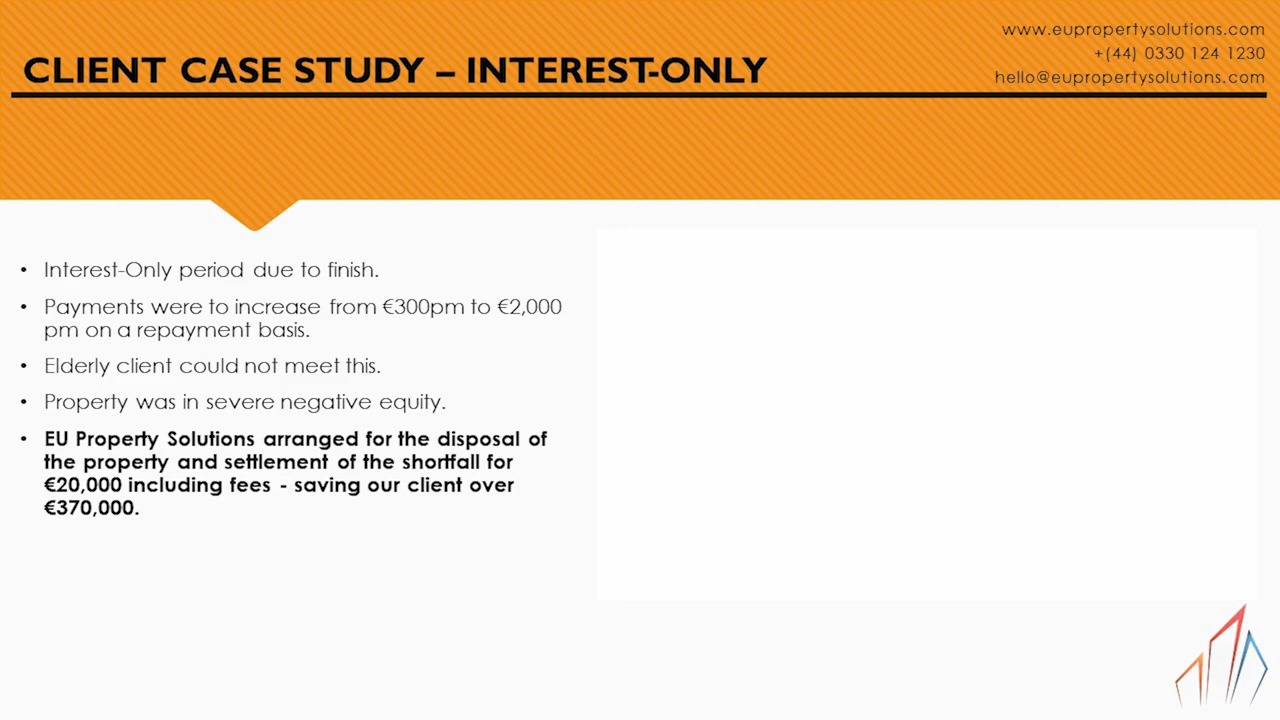 www.eupropertysolutions.com
+(44) 0330 124 1230
hello@eupropertysolutions.com
CLIENT CASE STUDY – INTEREST-ONLY
• Interest-Only period due to finish.
• Payments were to increase from €300pm to €2,000
pm on a repayment basis.
• Elderly client could not meet this.
• Property was in severe negative equity.
• EU Property Solutions arranged for the disposal of
the property and settlement of the shortfall for
€20,000 including fees - saving our client over
€370,000.